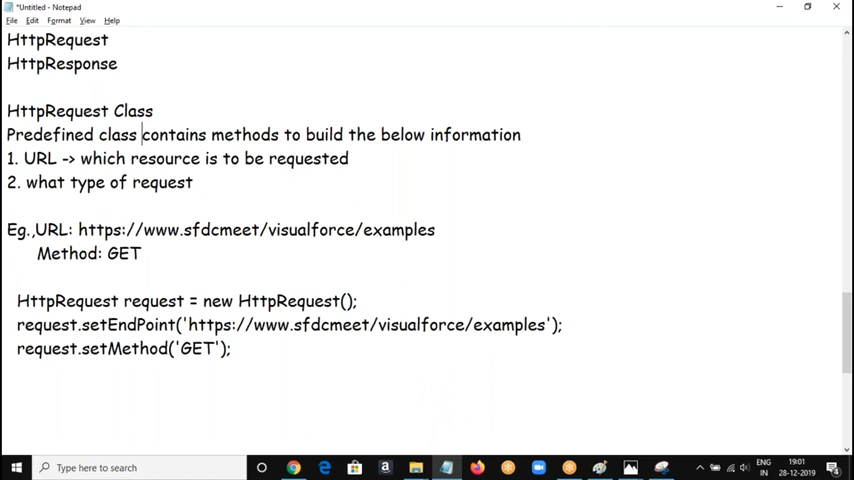 *Untitled - Notepad
File Edit Format View Help
HttpRequest
HttpResponse
HttpRequest Class
Predefined class contains methods to build the below information
1. URL -> which resource is to be requested
2. what type of request
Eg.,URL: https://www.sfdcmeet/visualforce/examples
Method: GET
HttpRequest request = new HttpRequest();
request.setEndPoint('https://www.sfdcmeet/visualforce/examples');
request.setMethod('GET');
Type here to search
ENG
IN
19:01
28-12-2019
4